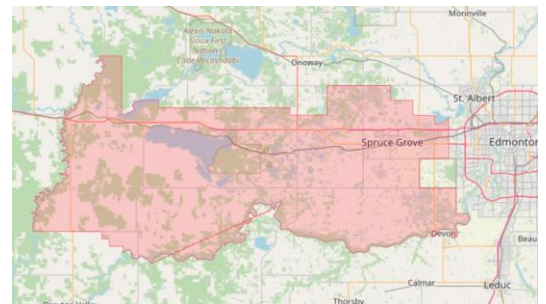 Morinville
Alexis Nakota
Sioux First
Nation
Onoway
St. Albert
Spruce Grove
Edmonton
Devon
Beau
Calmar
Leduc
Thorsby